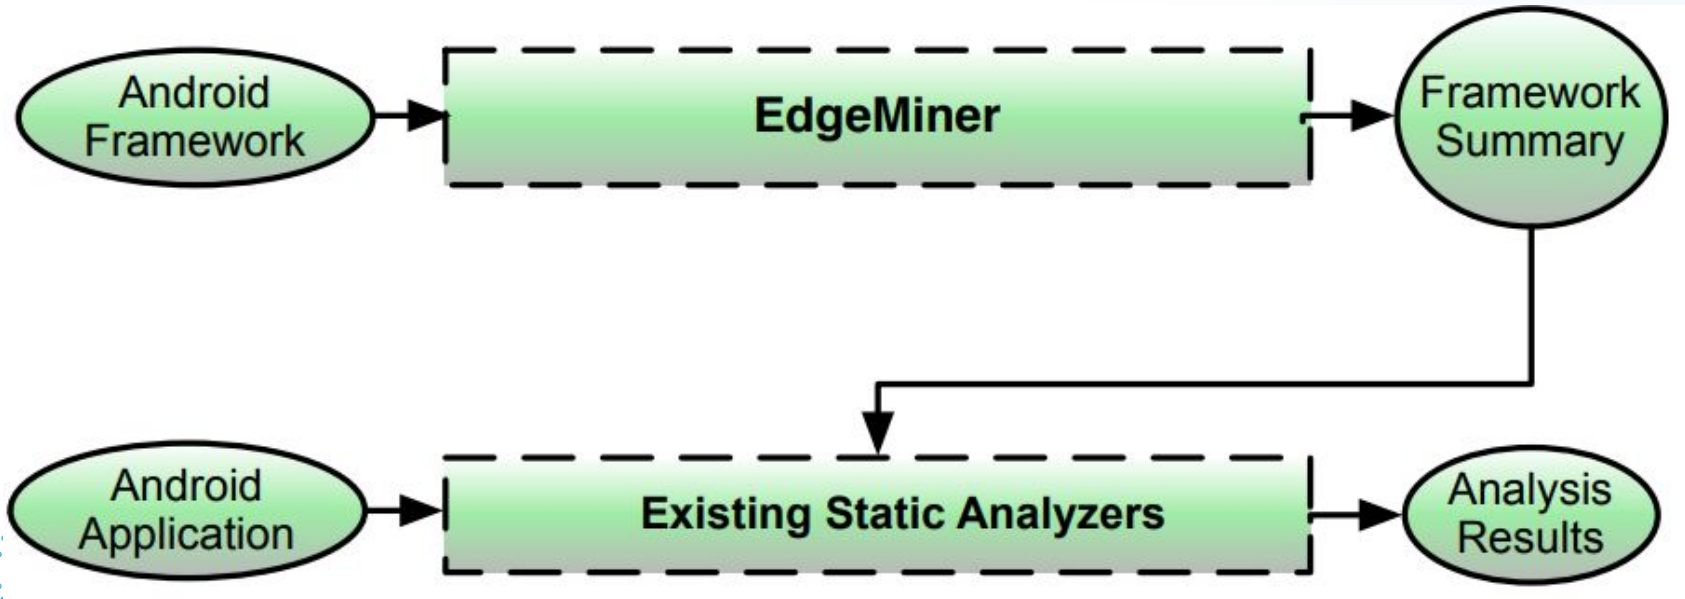 Android
Framework
EdgeMiner
Framework
Summary
Android
Application
Existing Static Analyzers
Analysis
Results